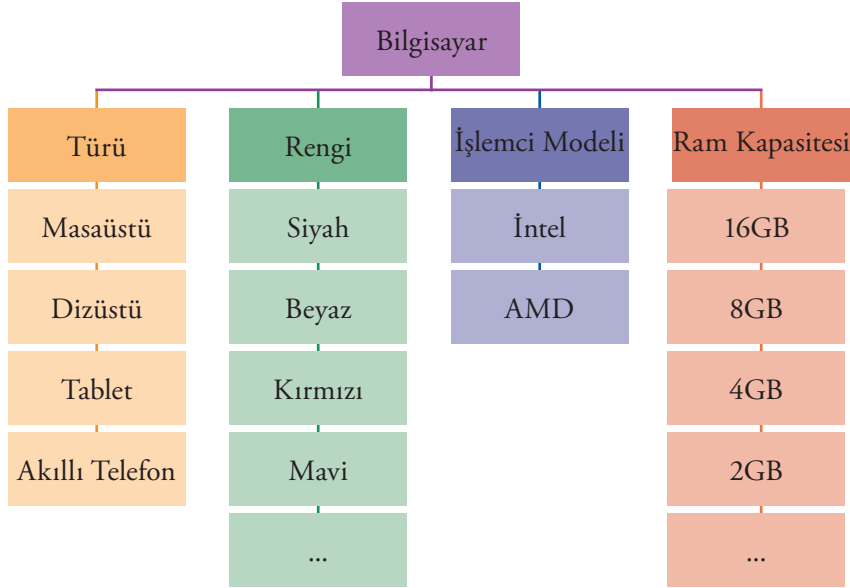 Bilgisayar
Türü
Masaüstü
Dizüstü
Tablet
Akıllı Telefon
Rengi
Siyah
Beyaz
Kırmızı
Mavi
...
İşlemci Modeli
İntel
AMD
Ram Kapasitesi
16GB
8GB
4GB
2GB
...